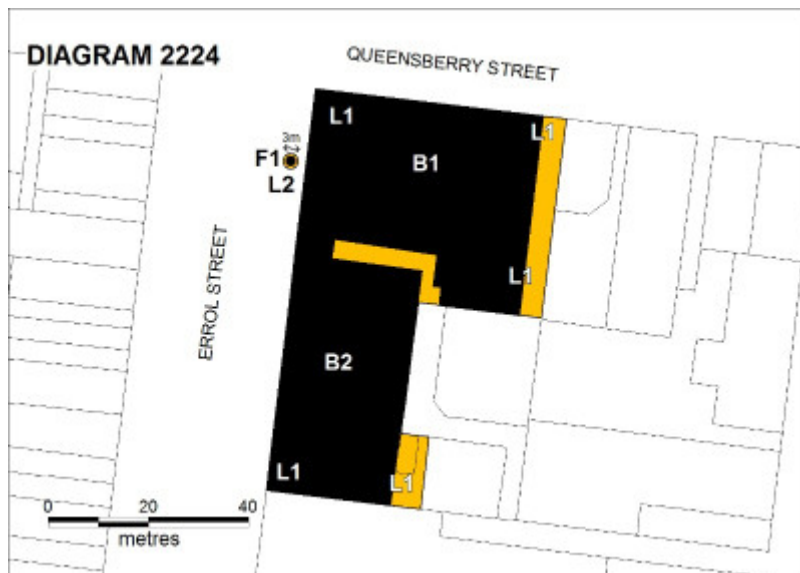 DIAGRAM 2224
QUEENSBERRY STREET
L1
L1
3m
F1
B1
L2
L1
ERROL STREET
B2
L1
L1
0 20 40
metres